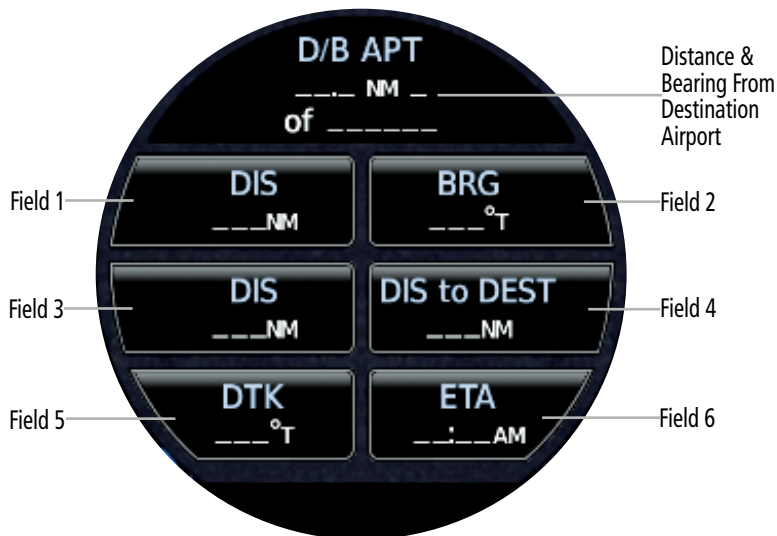 D/B APT
__._ NM _
of ______
Distance &
Bearing From
Destination
Airport
Field 1
DIS
___NM
BRG
___°T
Field 2
Field 3
DIS
___NM
DIS to DEST
___NM
Field 4
Field 5
DTK
___°T
ETA
__:__AM
Field 6